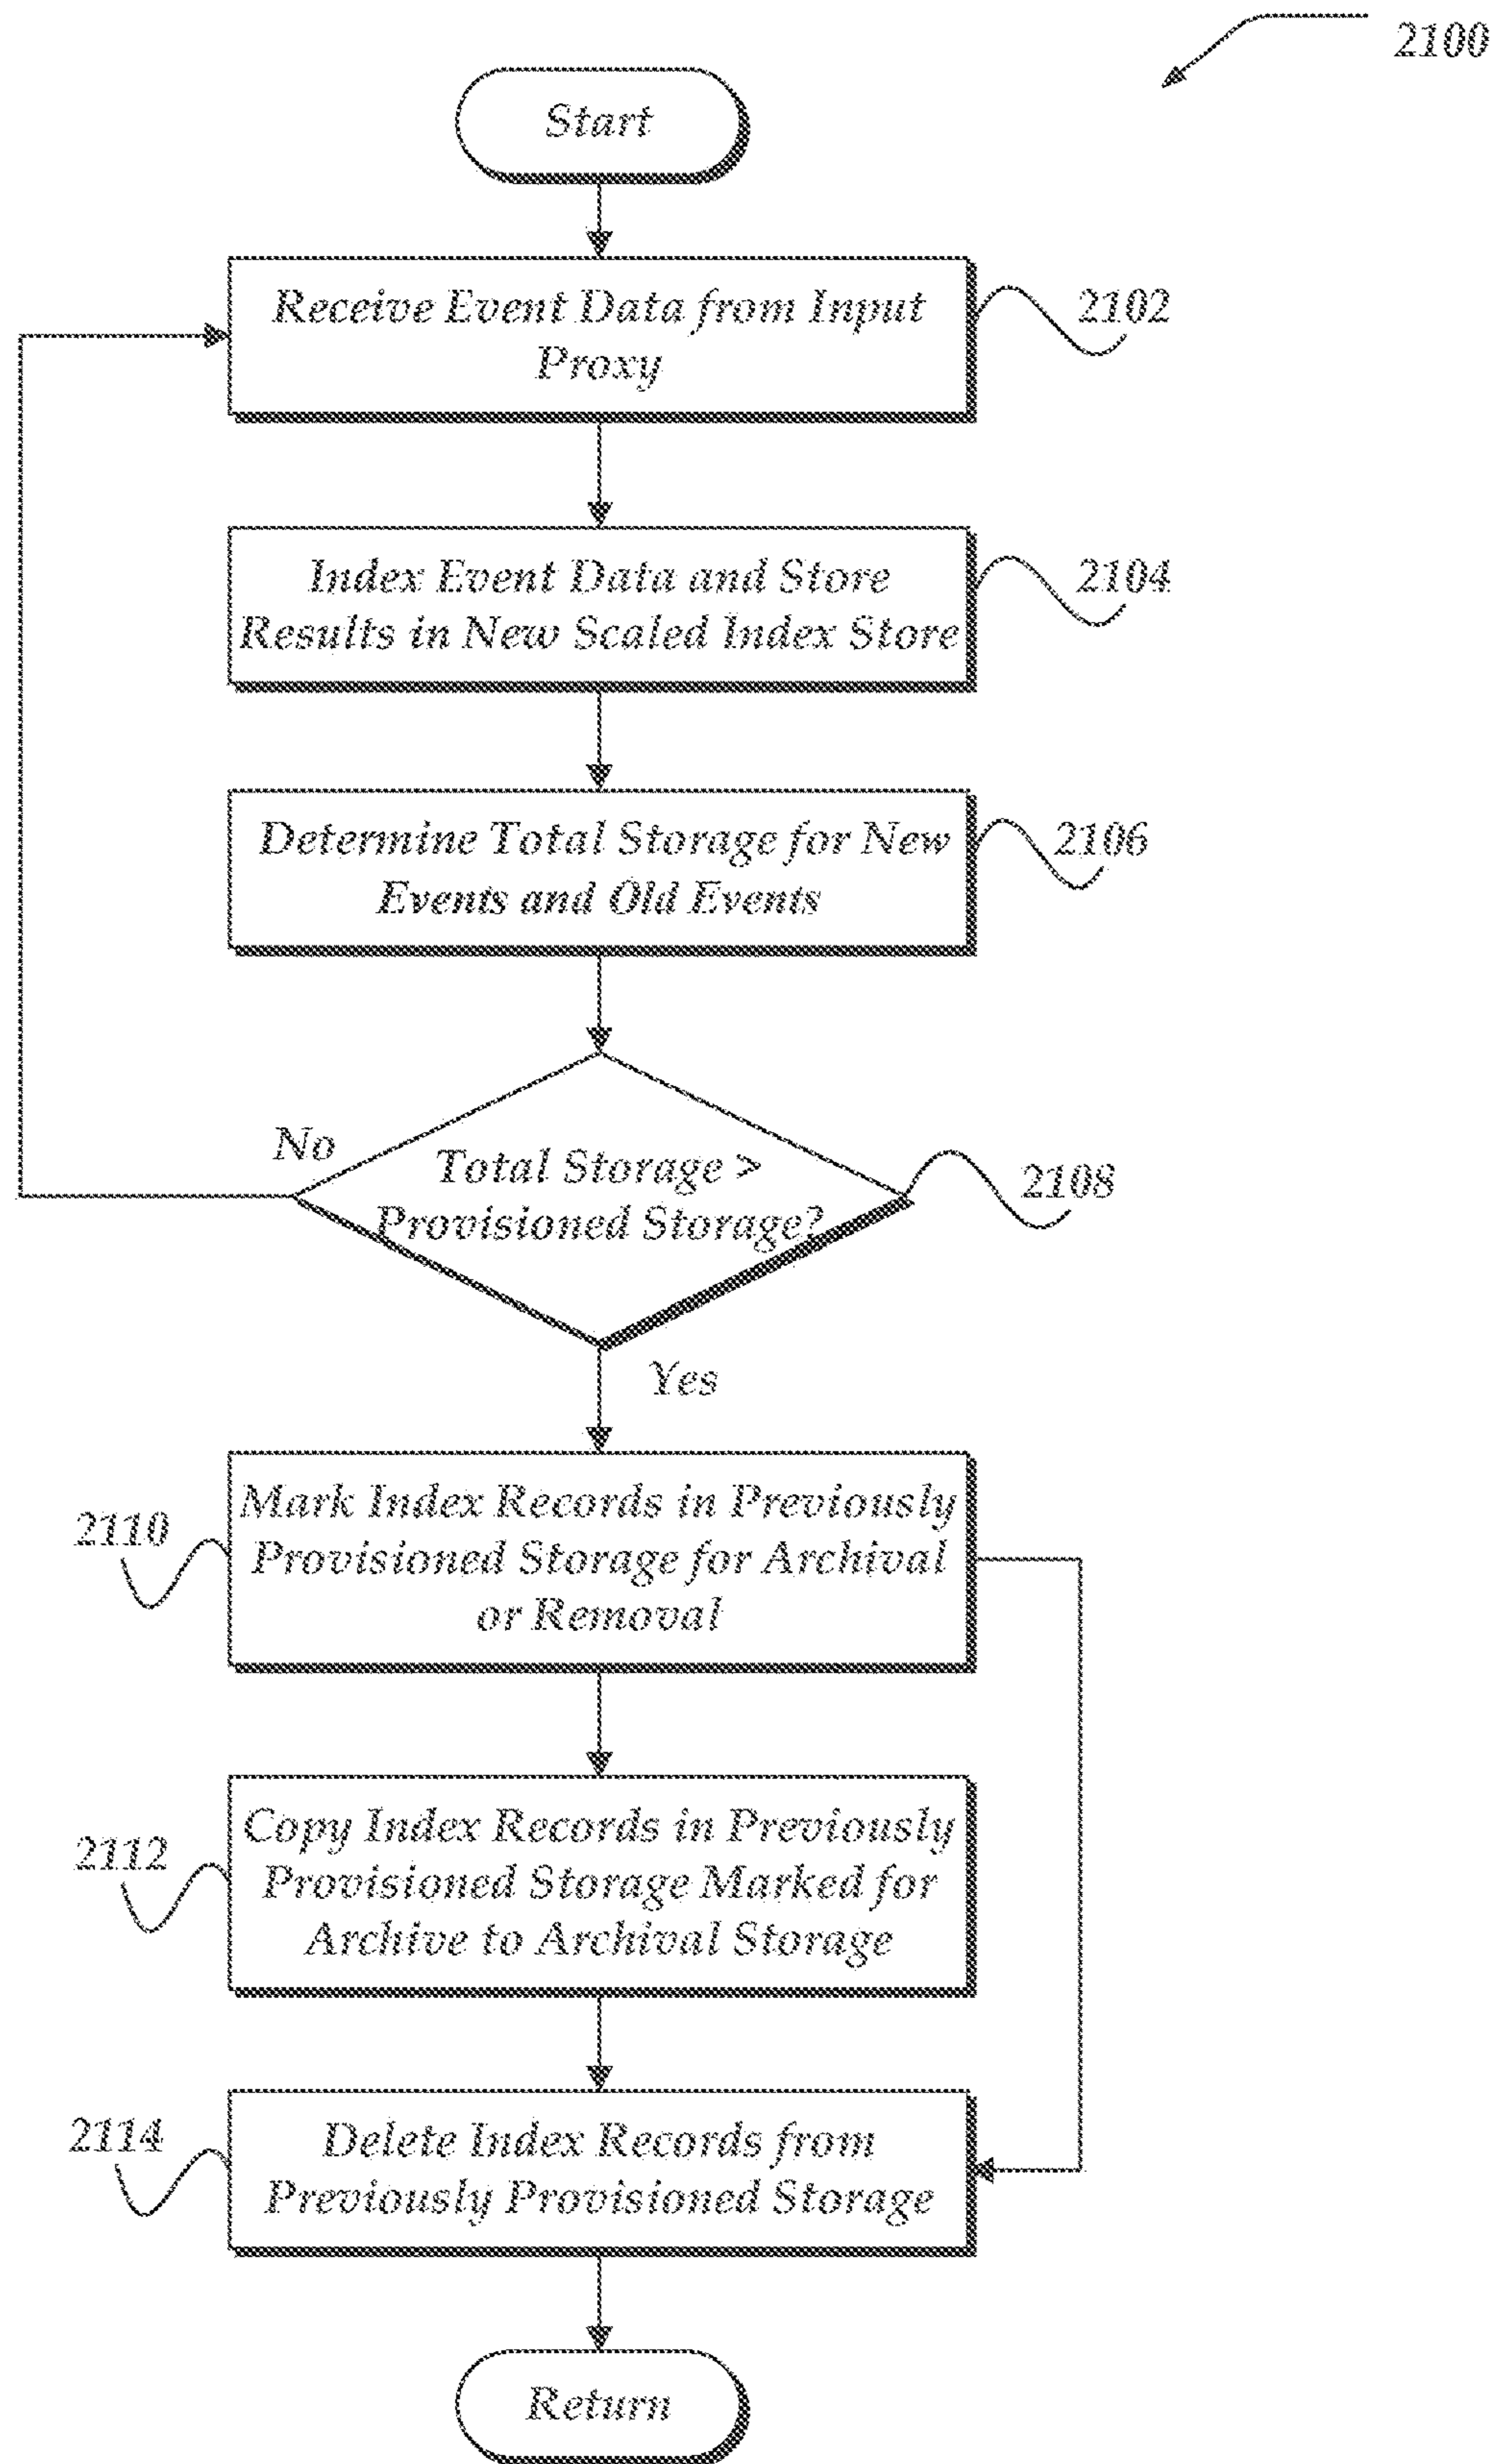 2100
Start
Receive Event Data from Input
Proxy
2102
Index Event Data and Store
Results in New Scaled Index Store
2104
Determine Total Storage for New
Events and Old Events
2106
No
Total Storage >
Provisioned Storage?
2108
Yes
Mark Index Records in Previously
Provisioned Storage for Archival
or Removal
2110
Copy Index Records in Previously
Provisioned Storage Marked for
Archive to Archival Storage
2112
Delete Index Records from
Previously Provisioned Storage
2114
Return